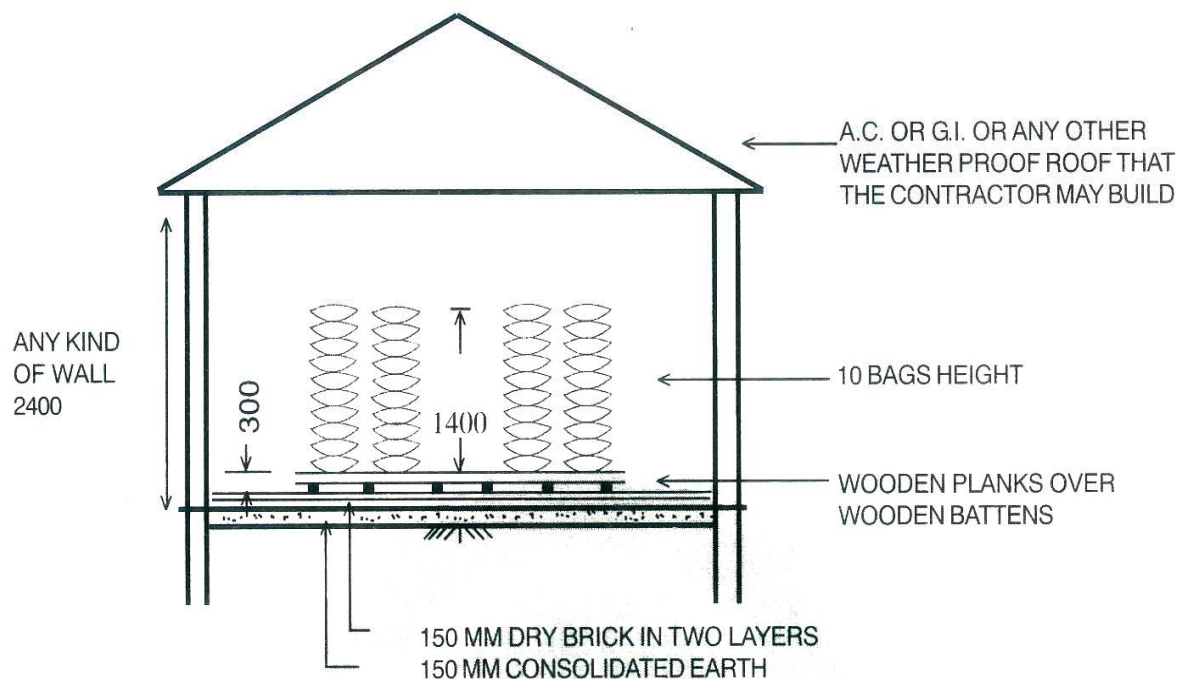 A.C. OR G.I. OR ANY OTHER
WEATHER PROOF ROOF THAT
THE CONTRACTOR MAY BUILD
ANY KIND
OF WALL
2400
300
1400
10 BAGS HEIGHT
WOODEN PLANKS OVER
WOODEN BATTENS
150 MM DRY BRICK IN TWO LAYERS
150 MM CONSOLIDATED EARTH